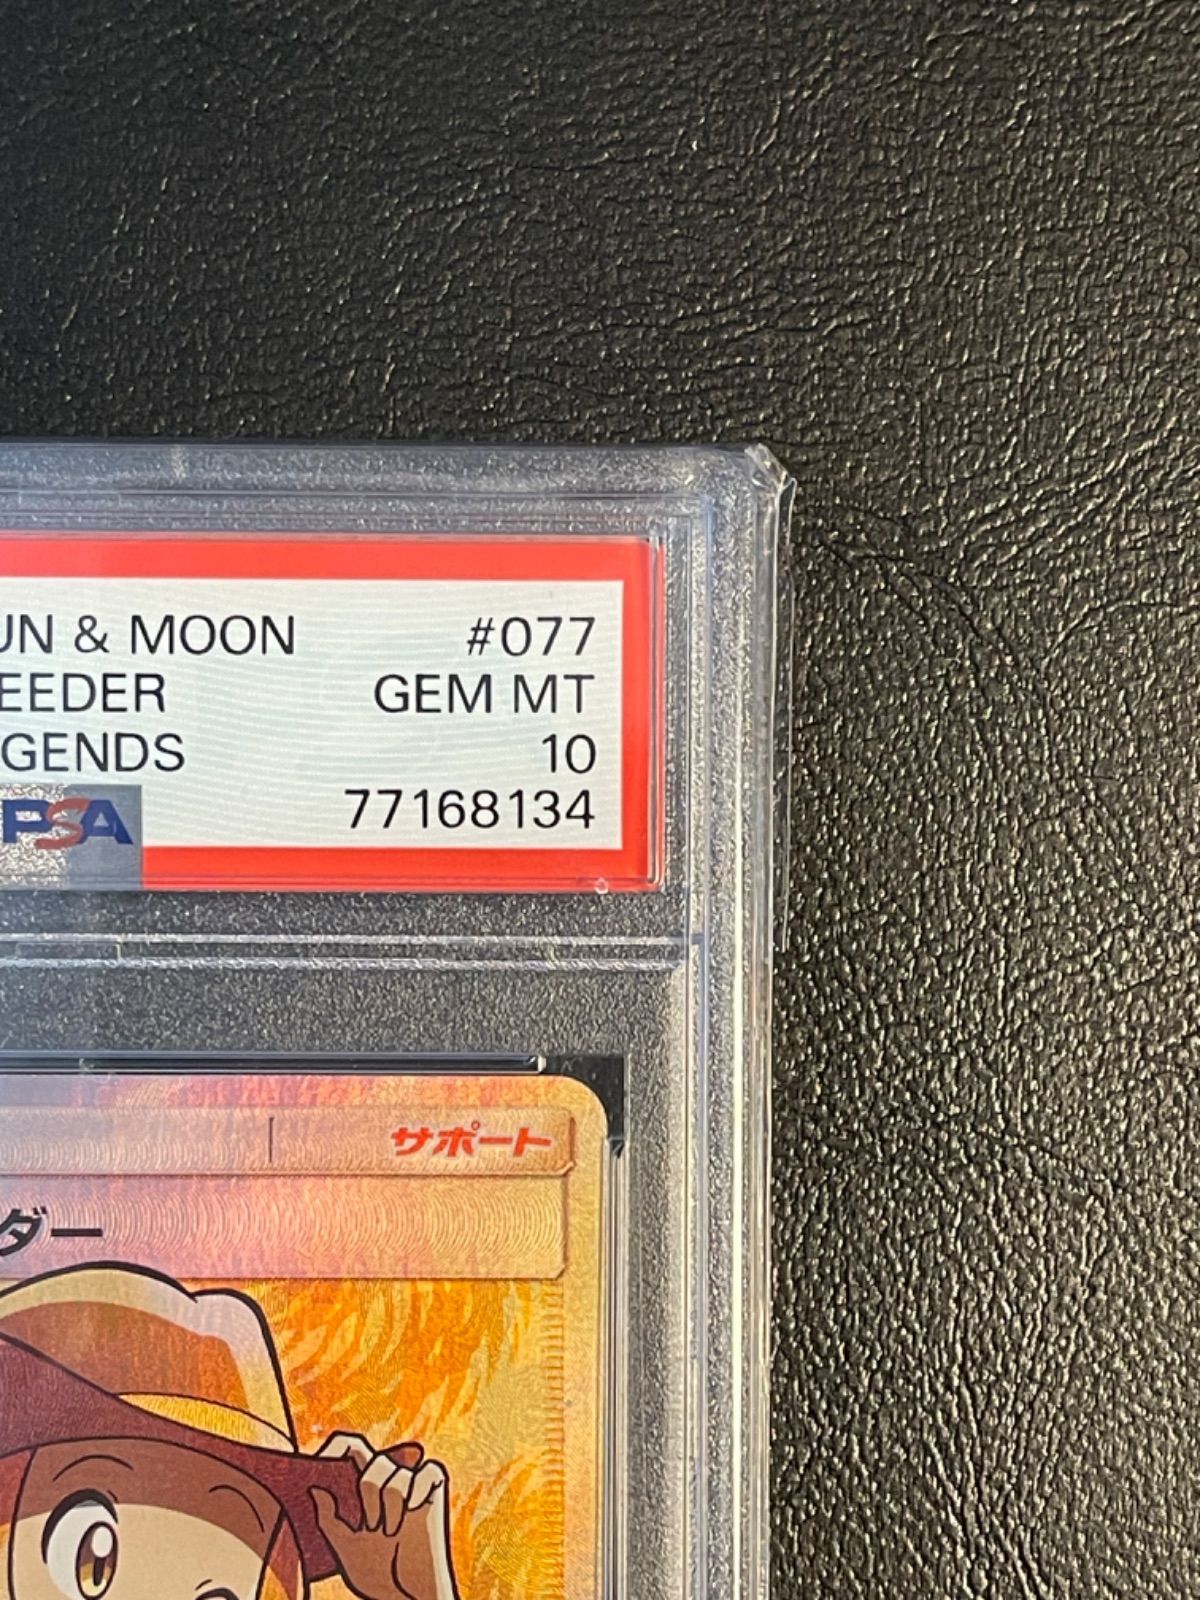 UN & MOON #077
EEDER GEM MT
GENDS 10
PSA 77168134
サポート
ダー